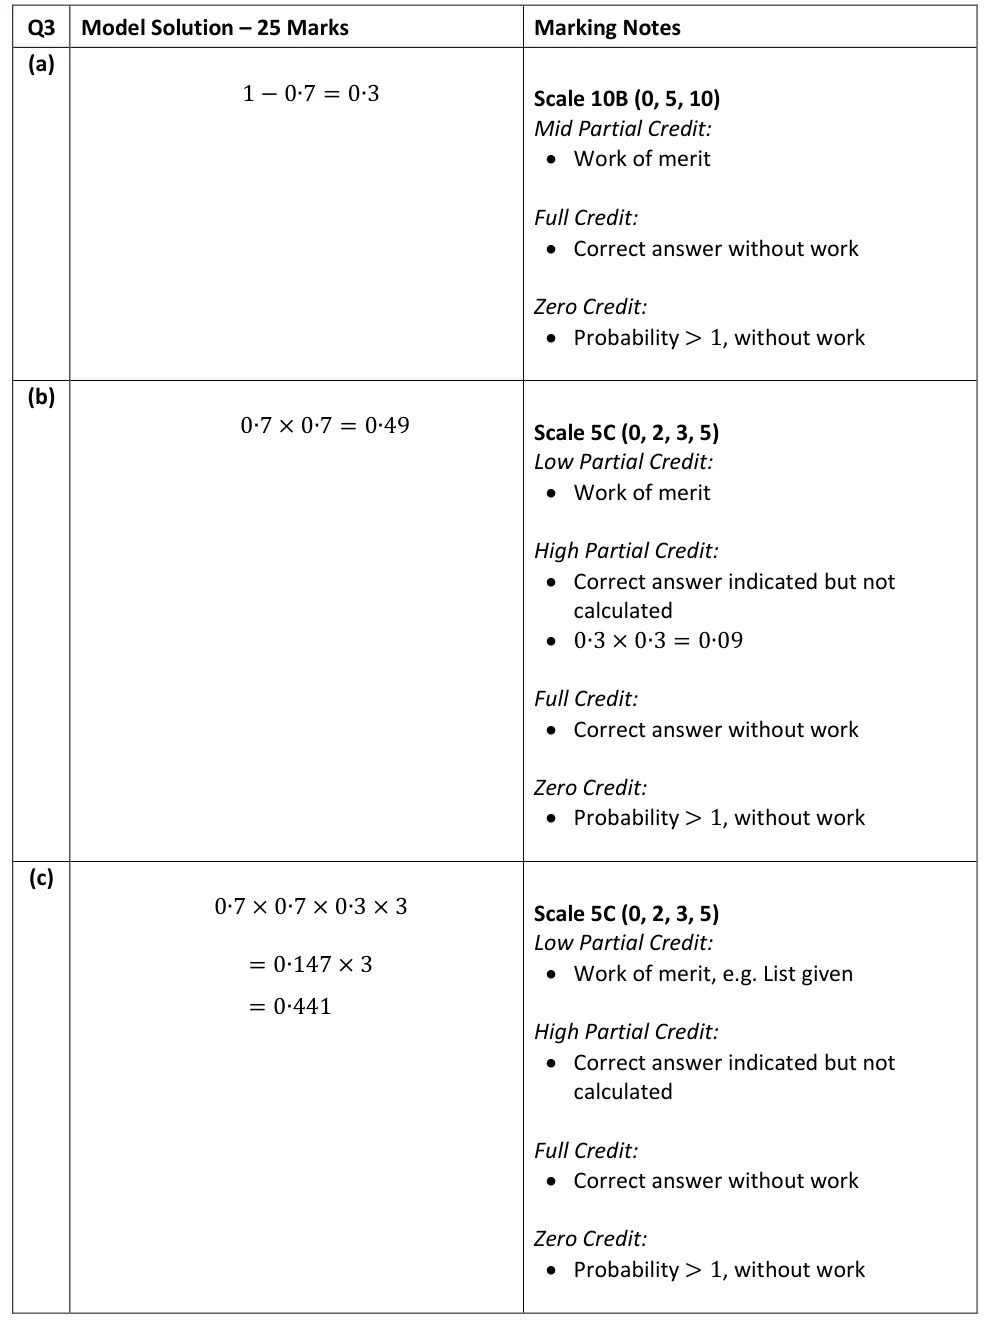 Q3 Model Solution – 25 Marks Marking Notes
(a)
1 − 0·7 = 0·3
Scale 10B (0, 5, 10)
Mid Partial Credit:
• Work of merit
Full Credit:
• Correct answer without work
Zero Credit:
• Probability > 1, without work
(b)
0·7 × 0·7 = 0·49
Scale 5C (0, 2, 3, 5)
Low Partial Credit:
• Work of merit
High Partial Credit:
• Correct answer indicated but not
calculated
• 0·3 × 0·3 = 0·09
Full Credit:
• Correct answer without work
Zero Credit:
• Probability > 1, without work
(c)
0·7 × 0·7 × 0·3 × 3
= 0·147 × 3
= 0·441
Scale 5C (0, 2, 3, 5)
Low Partial Credit:
• Work of merit, e.g. List given
High Partial Credit:
• Correct answer indicated but not
calculated
Full Credit:
• Correct answer without work
Zero Credit:
• Probability > 1, without work